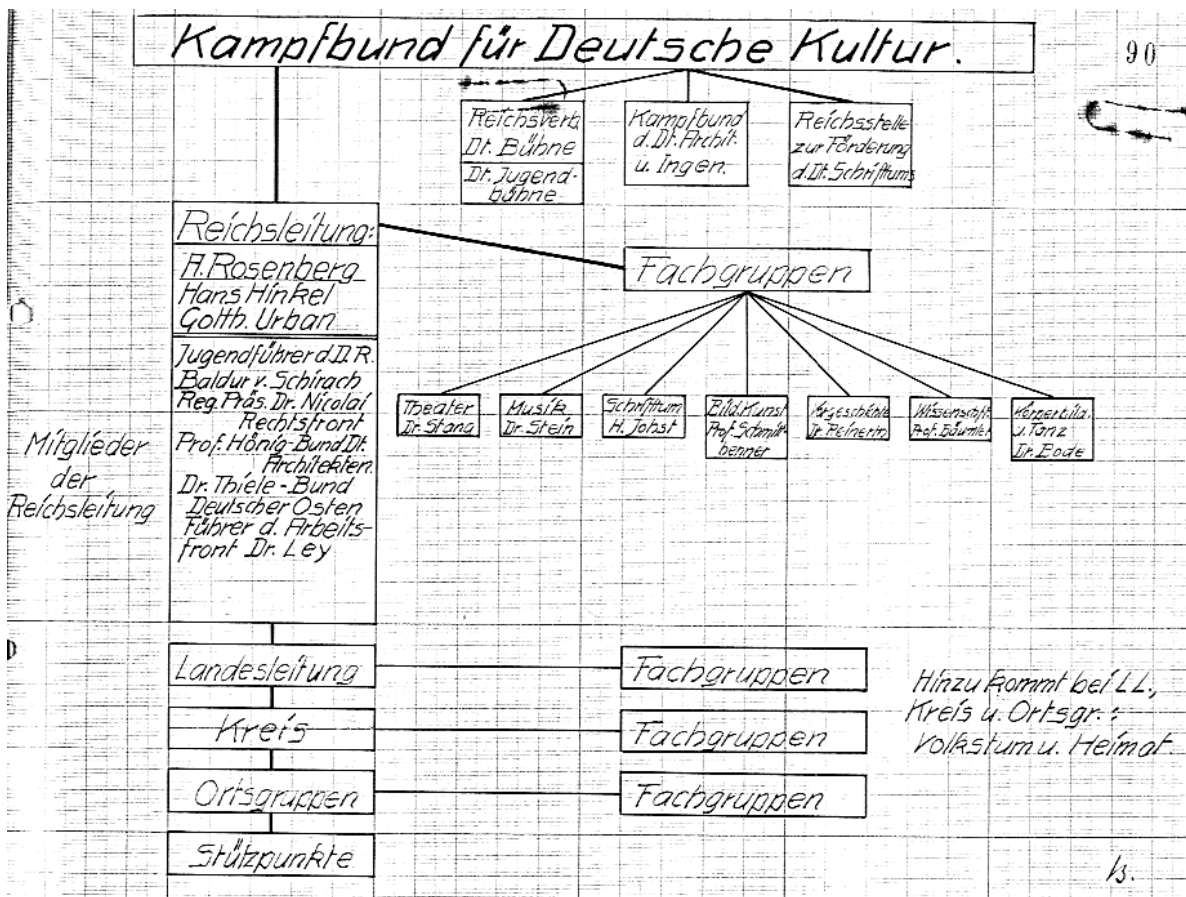 Kampfbund für Deutsche Kultur.
90
Reichsverb.
Dt. Bühne
Dt. Jugend-
bühne
Kampfbund
d. Dt. Archit.
u. Ingen.
Reichsstelle
zur Förderung
d. Dt. Schrifttums
Reichsleitung:
A. Rosenberg
Hans Hinkel
Gotth. Urban
Jugendführer d. D. R.
Baldur v. Schirach
Reg. Präs. Dr. Nicolai
Rechtsfront
Prof. Hönig-Bund Dt.
Architekten.
Dr. Thiele-Bund
Deutscher Osten
Führer d. Arbeits-
front Dr. Ley
Mitglieder
der
Reichsleitung
Fachgruppen
Theater
Dr. Stang
Musik
Dr. Stein
Schrifttum
H. Johst
Bild. Kunst
Prof. Schmitt-
henner
Vorgeschichte
Dr. Reinerth
Wissenschft.
Prof. Bäumler
Körperbild.
u. Tanz
Dr. Bode
Landesleitung
Fachgruppen
Kreis
Fachgruppen
Ortsgruppen
Fachgruppen
Stützpunkte
Hinzu kommt bei LL.,
Kreis u. Ortsgr.:
Volkstum u. Heimat.